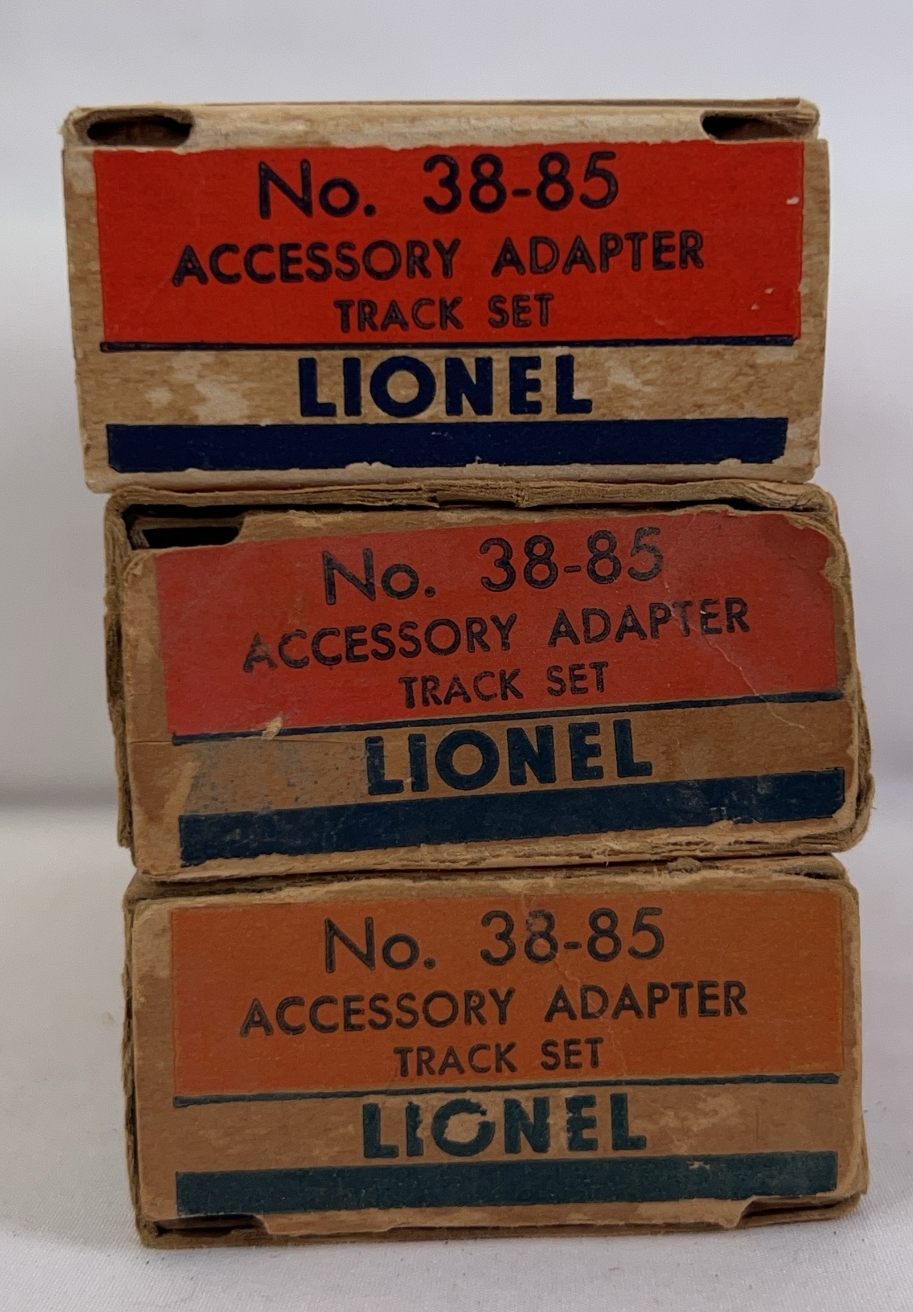 No. 38-85
ACCESSORY ADAPTER
TRACK SET
LIONEL
No. 38-85
ACCESSORY ADAPTER
TRACK SET
LIONEL
No. 38-85
ACCESSORY ADAPTER
TRACK SET
LIONEL